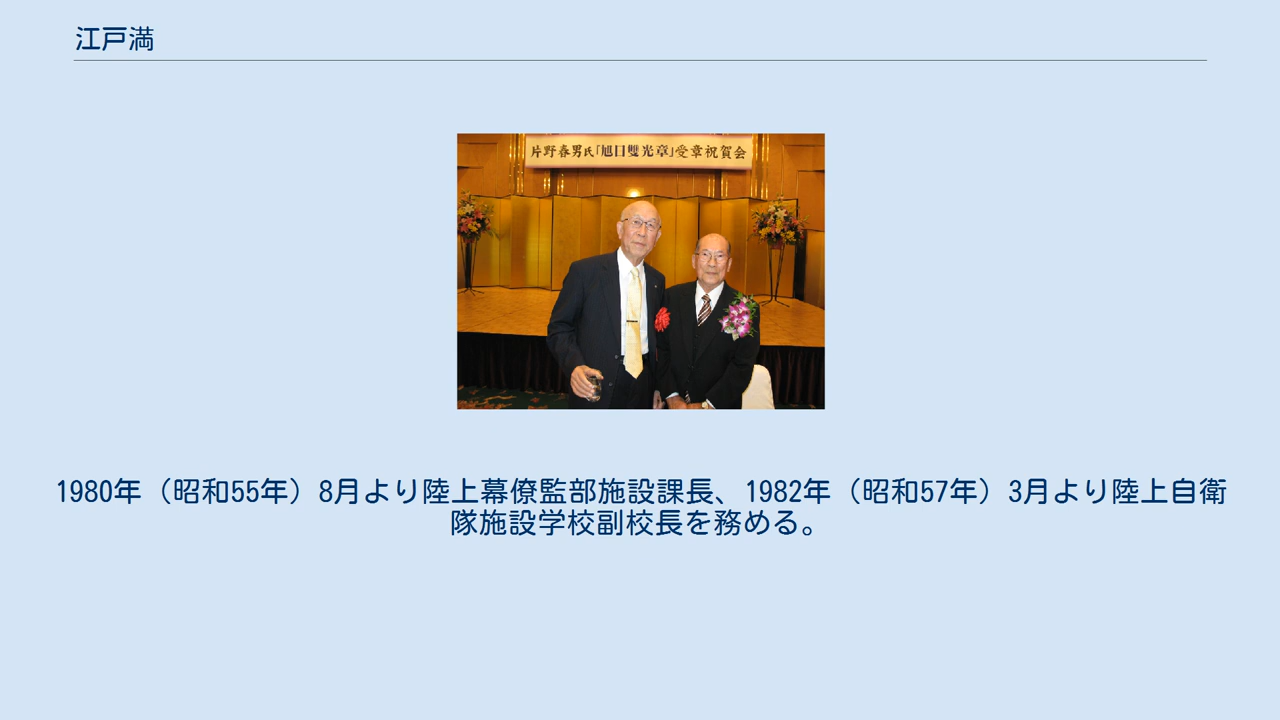 江戸満
片野春男氏「旭日雙光章」受章祝賀会
1980年（昭和55年）8月より陸上幕僚監部施設課長、1982年（昭和57年）3月より陸上自衛
隊施設学校副校長を務める。